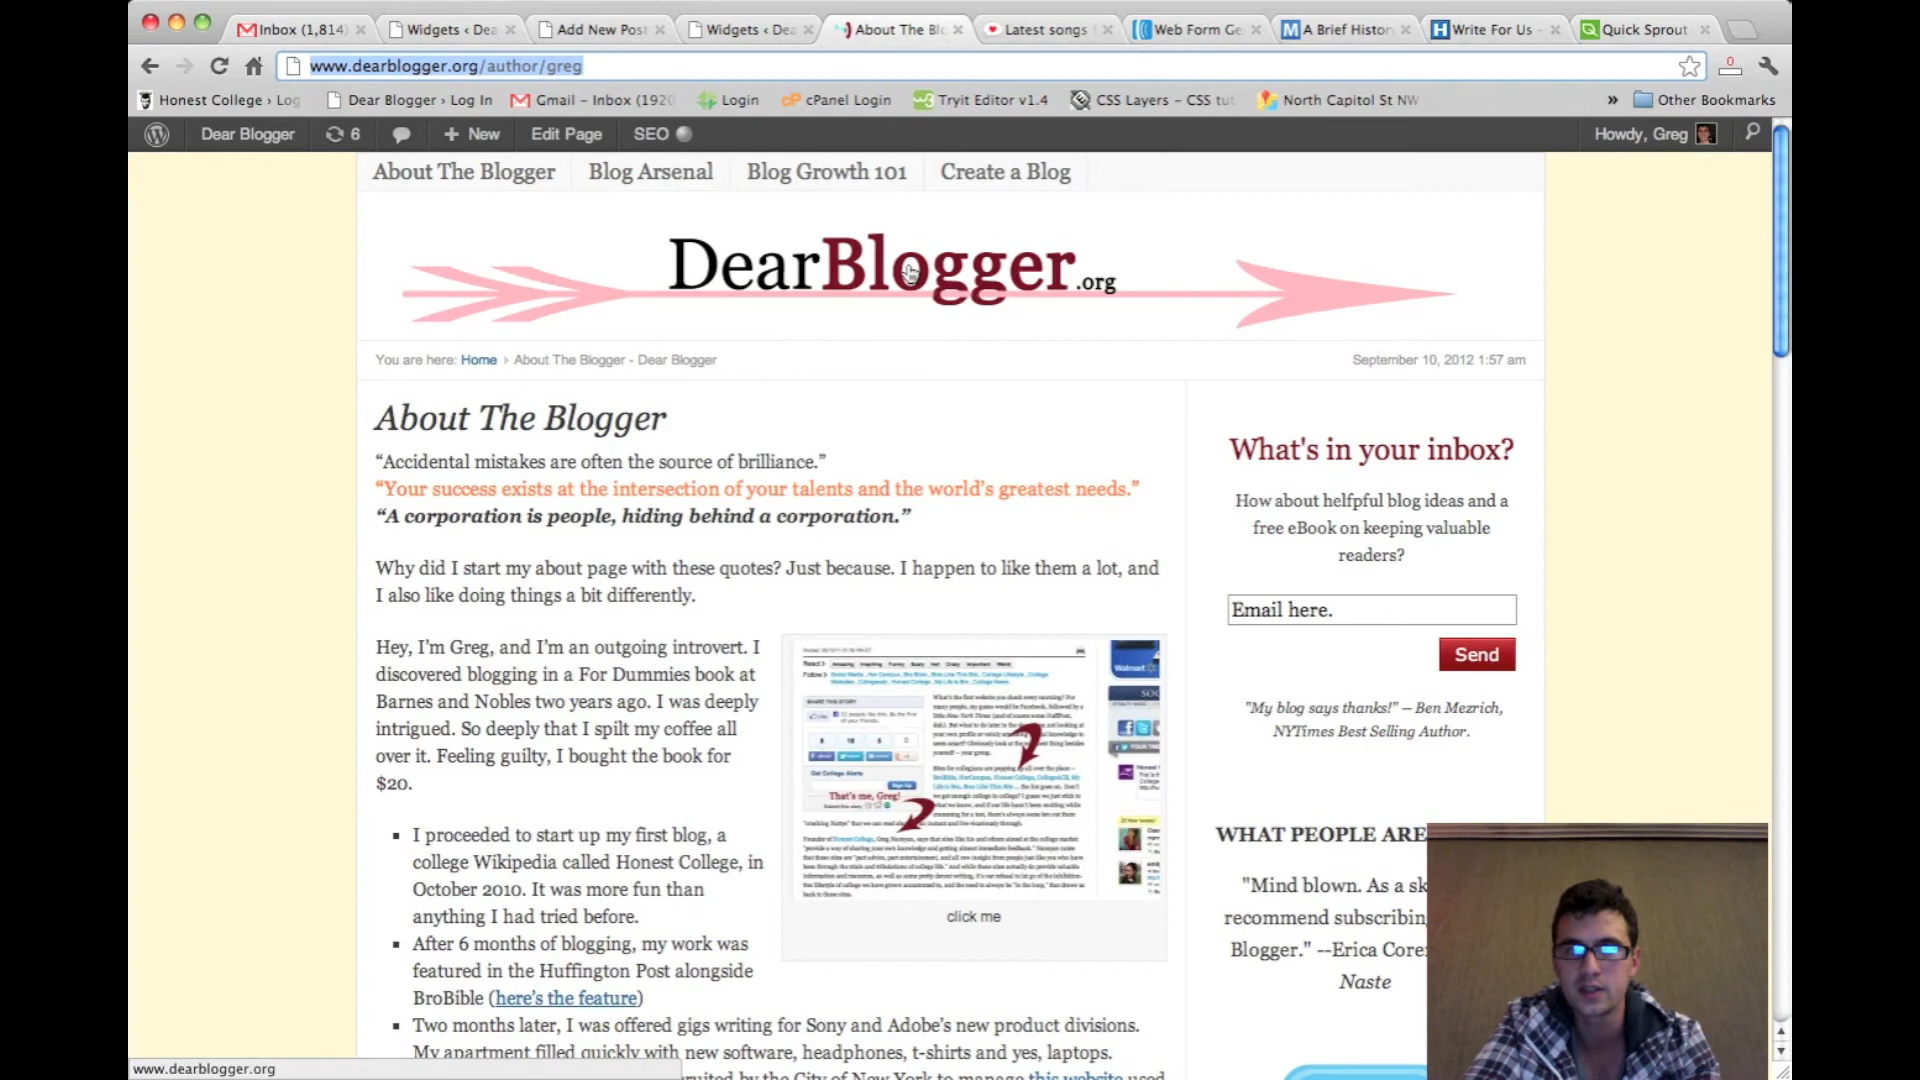 Inbox (1,814)
Widgets ‹ Dea
Add New Post
Widgets ‹ Dea
About The Blo
Latest songs
Web Form Ge
A Brief Histor
Write For Us -
Quick Sprout
www.dearblogger.org/author/greg
0
Honest College › Log
Dear Blogger › Log In
Gmail - Inbox (1920
Login
cPanel Login
Tryit Editor v1.4
CSS Layers - CSS tut
North Capitol St NW
»
Other Bookmarks
Dear Blogger
6
+ New
Edit Page
SEO
Howdy, Greg
About The Blogger
Blog Arsenal
Blog Growth 101
Create a Blog
DearBlogger.org
You are here: Home
About The Blogger - Dear Blogger
September 10, 2012 1:57 am
About The Blogger
“Accidental mistakes are often the source of brilliance.”
“Your success exists at the intersection of your talents and the world’s greatest needs.”
“A corporation is people, hiding behind a corporation.”
Why did I start my about page with these quotes? Just because. I happen to like them a lot, and
I also like doing things a bit differently.
Hey, I’m Greg, and I’m an outgoing introvert. I
discovered blogging in a For Dummies book at
Barnes and Nobles two years ago. I was deeply
intrigued. So deeply that I spilt my coffee all
over it. Feeling guilty, I bought the book for
$20.
That's me, Greg!
click me
I proceeded to start up my first blog, a
college Wikipedia called Honest College, in
October 2010. It was more fun than
anything I had tried before.
After 6 months of blogging, my work was
featured in the Huffington Post alongside
BroBible (here’s the feature)
Two months later, I was offered gigs writing for Sony and Adobe’s new product divisions.
My apartment filled quickly with new software, headphones, t-shirts and yes, laptops.
ruited by the City of New York to manage this website used
What's in your inbox?
How about helfpful blog ideas and a
free eBook on keeping valuable
readers?
Email here.
Send
"My blog says thanks!" – Ben Mezrich,
NYTimes Best Selling Author.
WHAT PEOPLE ARE
"Mind blown. As a sk
recommend subscribin
Blogger." --Erica Core
Naste
www.dearblogger.org